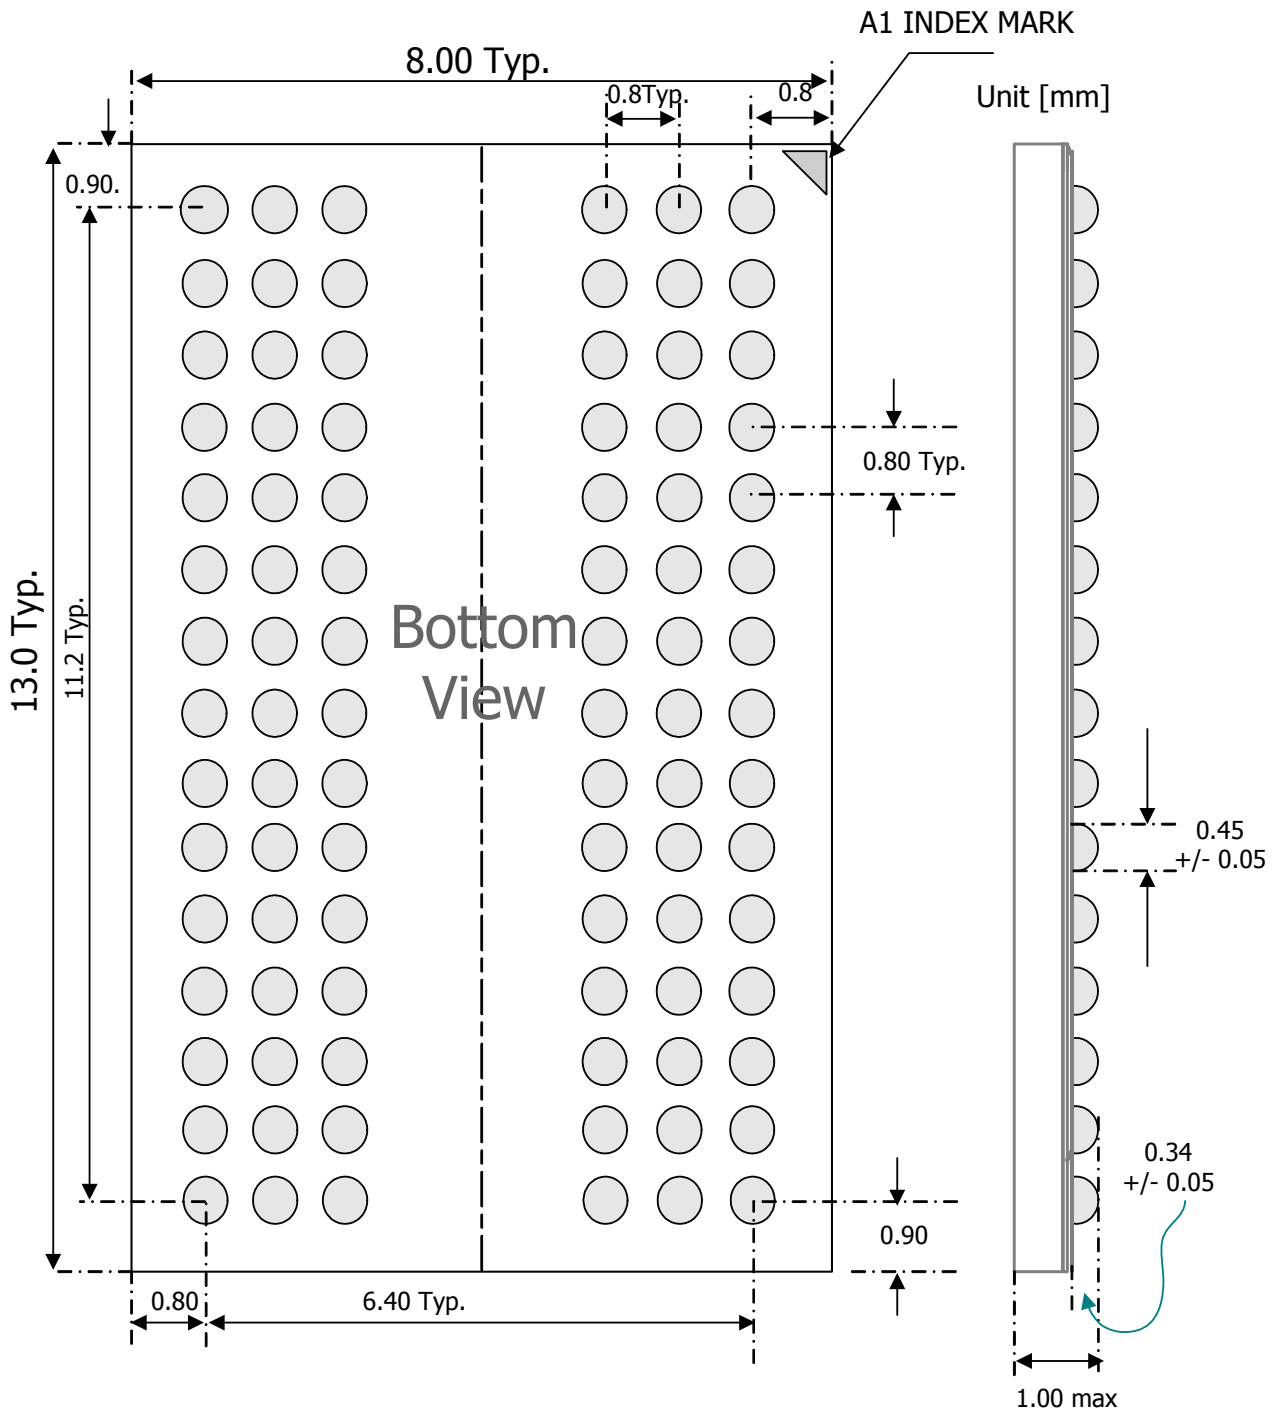 A1 INDEX MARK
8.00 Typ.
0.8Typ.
0.8
Unit [mm]
0.90.
0.80 Typ.
13.0 Typ.
11.2 Typ.
Bottom
View
0.45
+/- 0.05
0.34
+/- 0.05
0.90
0.80
6.40 Typ.
1.00 max